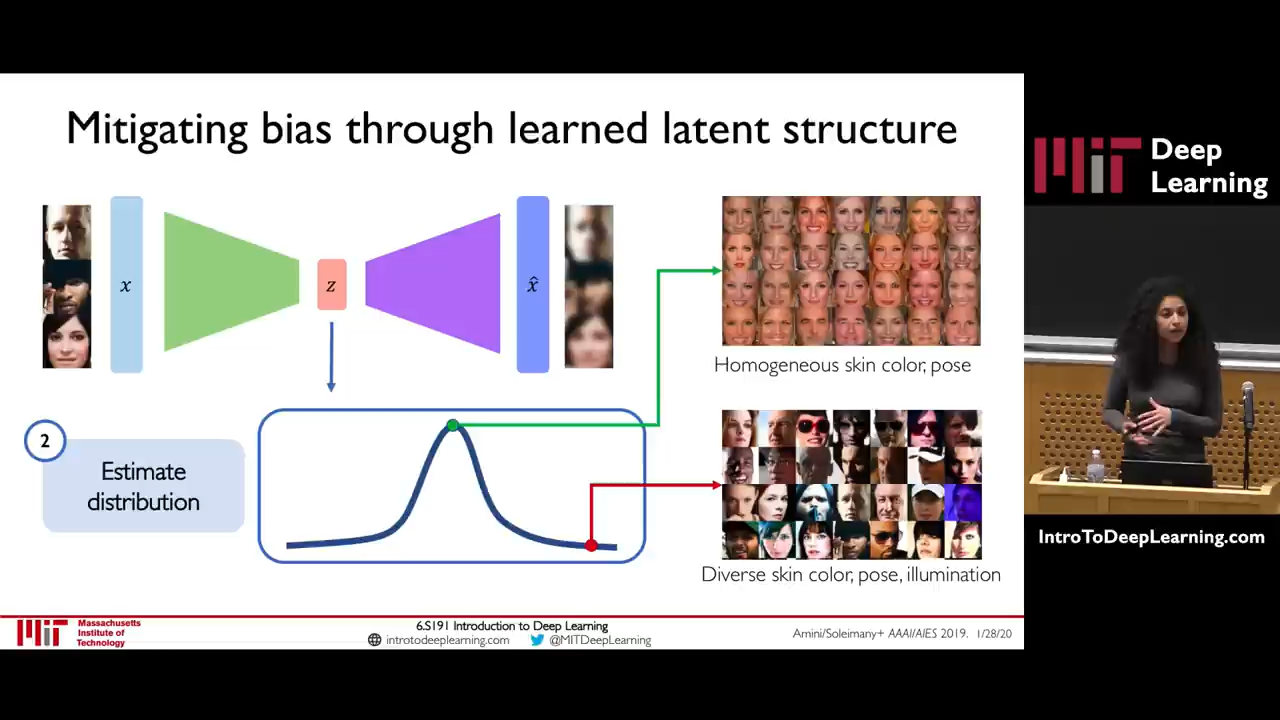 Mitigating bias through learned latent structure
x
z
x̂
Homogeneous skin color, pose
2
Estimate
distribution
Diverse skin color, pose, illumination
MIT
Massachusetts
Institute of
Technology
6.S191 Introduction to Deep Learning
introtodeeplearning.com
@MITDeepLearning
Amini/Soleimany+ AAAI/AIES 2019.
1/28/20
MIT
Deep
Learning
IntroToDeepLearning.com